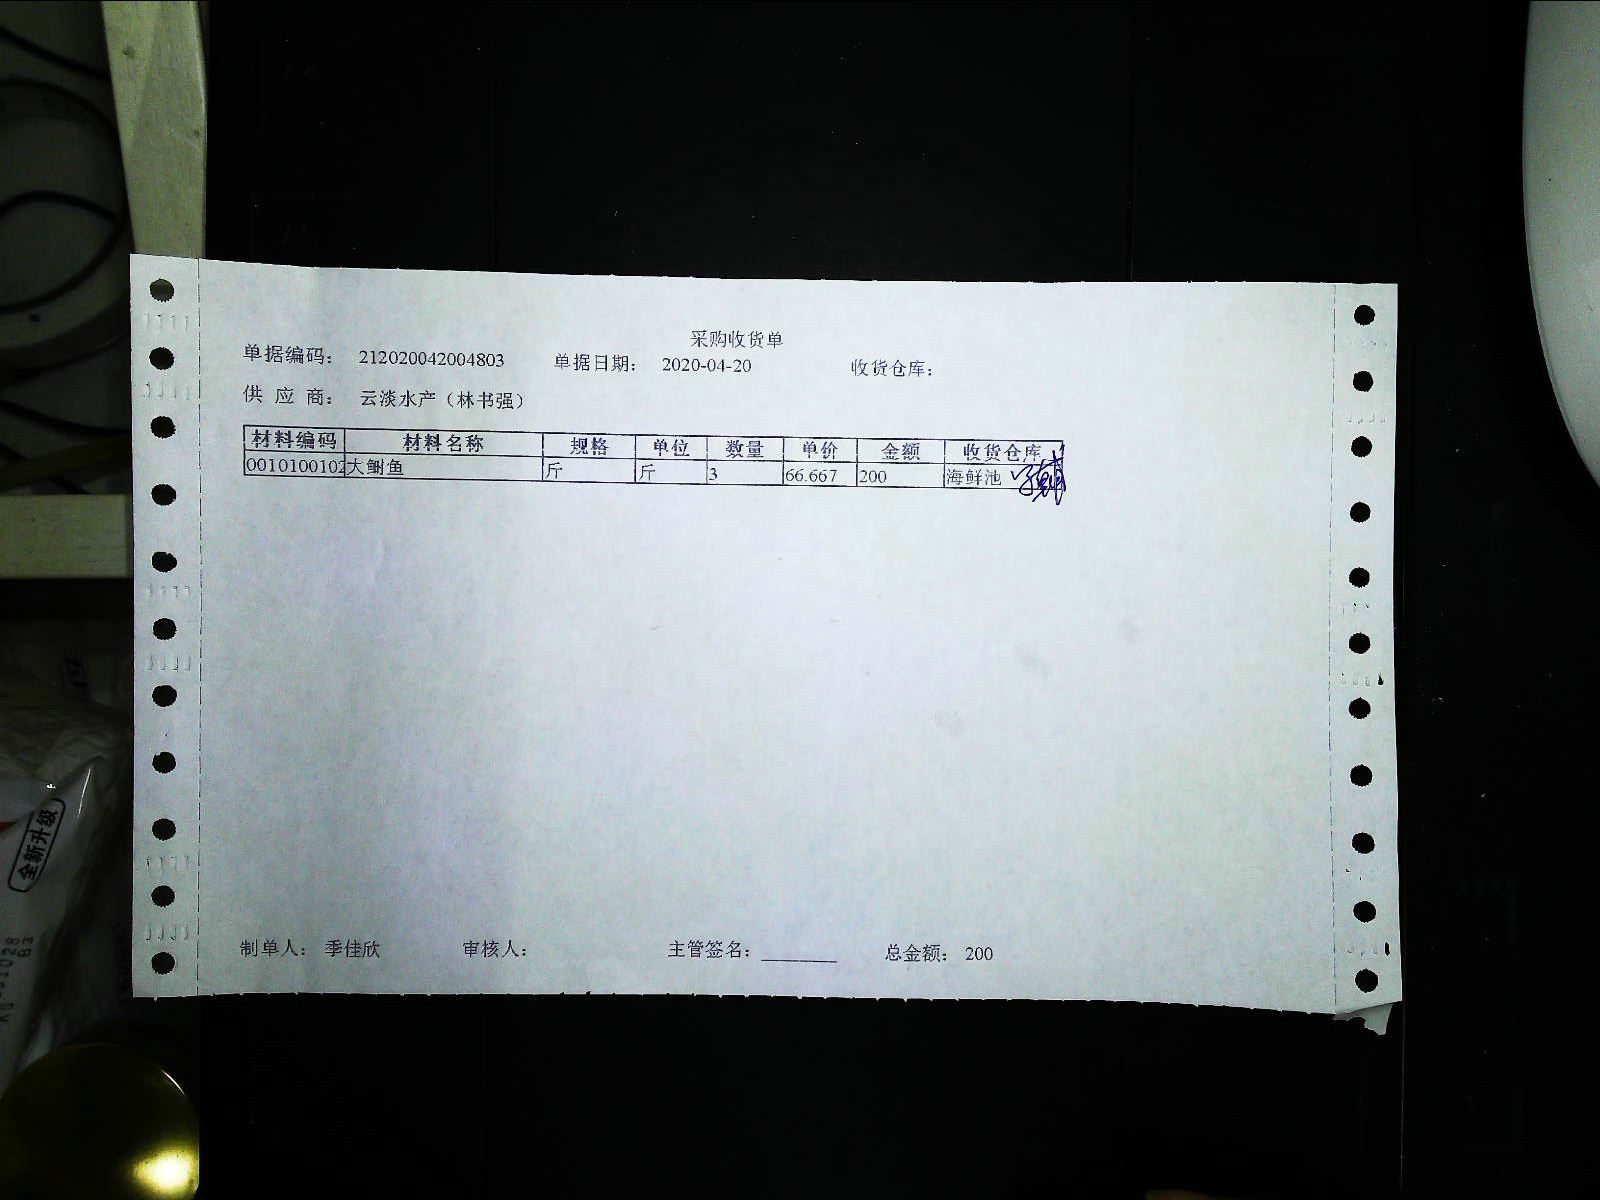 采购收货单
单据编码： 212020042004803 单据日期： 2020-04-20 收货仓库：
供 应 商： 云淡水产（林书强）
材料编码 材料名称 规格 单位 数量 单价 金额 收货仓库
0010100102 大鲥鱼 斤 斤 3 66.667 200 海鲜池
制单人： 季佳欣 审核人： 主管签名： ________ 总金额： 200
全新升级